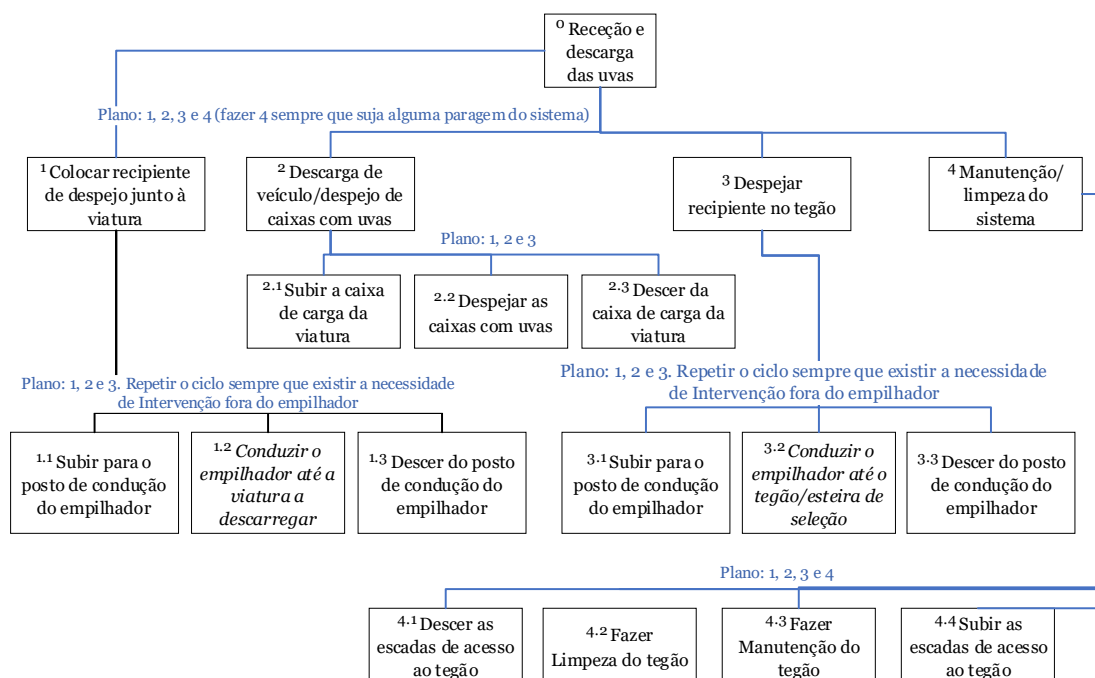 0 Receção e
descarga
das uvas
Plano: 1, 2, 3 e 4 (fazer 4 sempre que suja alguma paragem do sistema)
1 Colocar recipiente
de despejo junto à
viatura
2 Descarga de
veículo/despejo de
caixas com uvas
3 Despejar
recipiente no tegão
4 Manutenção/
limpeza do
sistema
Plano: 1, 2 e 3
2.1 Subir a caixa
de carga da
viatura
2.2 Despejar as
caixas com uvas
2.3 Descer da
caixa de carga da
viatura
Plano: 1, 2 e 3. Repetir o ciclo sempre que existir a necessidade
de Intervenção fora do empilhador
1.1 Subir para o
posto de condução
do empilhador
1.2 Conduzir o
empilhador até a
viatura a
descarregar
1.3 Descer do posto
de condução do
empilhador
Plano: 1, 2 e 3. Repetir o ciclo sempre que existir a necessidade
de Intervenção fora do empilhador
3.1 Subir para o
posto de condução
do empilhador
3.2 Conduzir o
empilhador até o
tegão/esteira de
seleção
3.3 Descer do posto
de condução do
empilhador
Plano: 1, 2, 3 e 4
4.1 Descer as
escadas de acesso
ao tegão
4.2 Fazer
Limpeza do tegão
4.3 Fazer
Manutenção do
tegão
4.4 Subir as
escadas de acesso
ao tegão